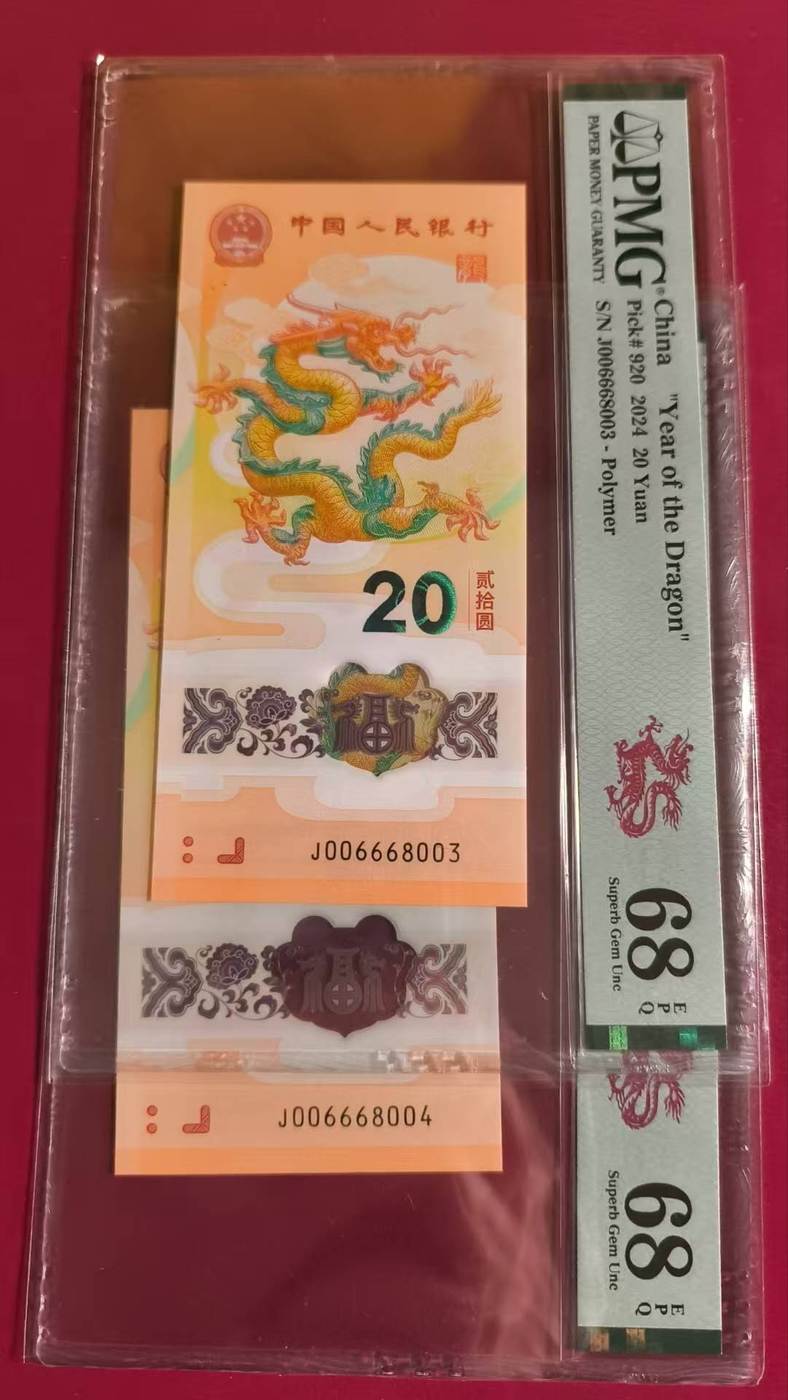 中国人民银行
20
贰拾圆
福
J006668003
福
J006668004
PMG®
PAPER MONEY GUARANTY
China "Year of the Dragon"
Pick# 920 2024 20 Yuan
S/N J006668003 - Polymer
68
EPQ
Superb Gem Unc
68
EPQ
Superb Gem Unc